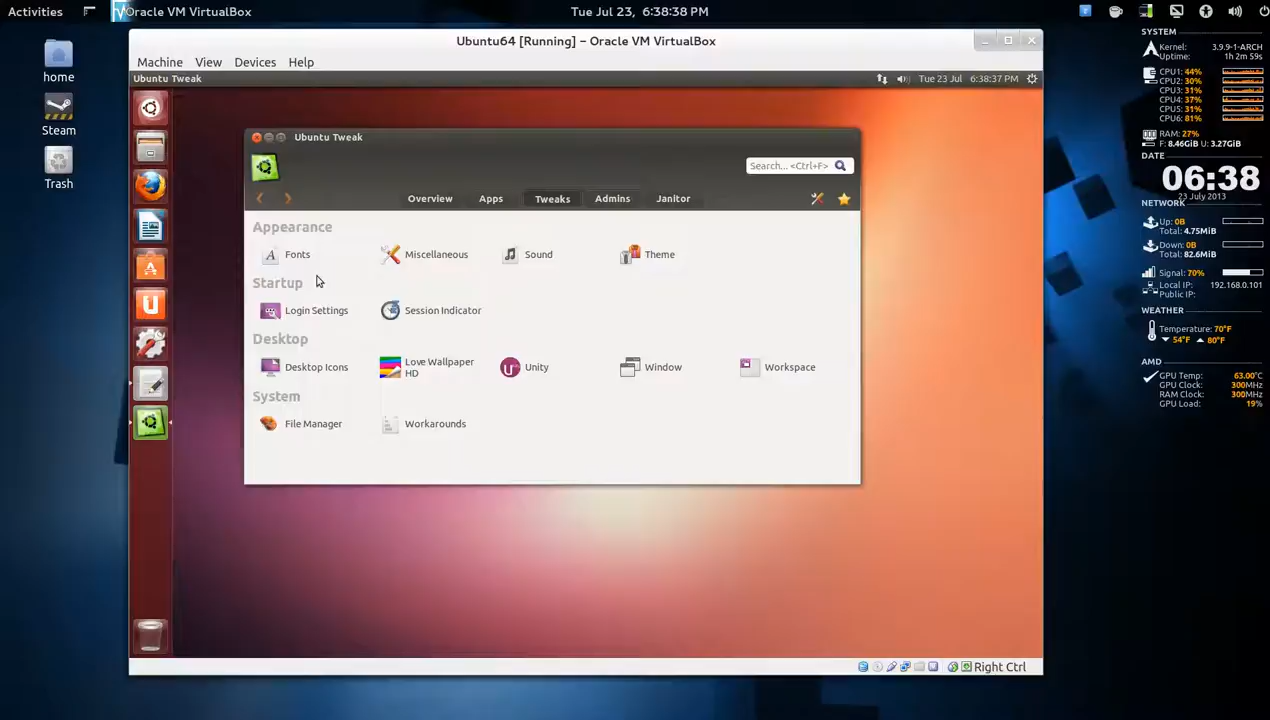 Activities
Oracle VM VirtualBox
Tue Jul 23, 6:38:38 PM
home
Steam
Trash
Ubuntu64 [Running] – Oracle VM VirtualBox
Machine View Devices Help
Ubuntu Tweak
Tue 23 Jul 6:38:37 PM
Ubuntu Tweak
Search... <Ctrl+F>
Overview Apps Tweaks Admins Janitor
Appearance
Fonts Miscellaneous Sound Theme
Startup
Login Settings Session Indicator
Desktop
Desktop Icons Love Wallpaper
HD Unity Window Workspace
System
File Manager Workarounds
Right Ctrl
SYSTEM
Kernel: 3.9.9-1-ARCH
Uptime: 1h 2m 59s
CPU1: 44%
CPU2: 30%
CPU3: 31%
CPU4: 37%
CPU5: 31%
CPU6: 81%
RAM: 27%
F: 8.46GiB U: 3.27GiB
DATE
06:38
23 July 2013
NETWORK
Up: 0B
Total: 4.75MiB
Down: 0B
Total: 82.6MiB
Signal: 70%
Local IP: 192.168.0.101
Public IP:
WEATHER
Temperature: 70°F
54°F 80°F
AMD
GPU Temp: 63.00°C
GPU Clock: 300MHz
RAM Clock: 300MHz
GPU Load: 19%